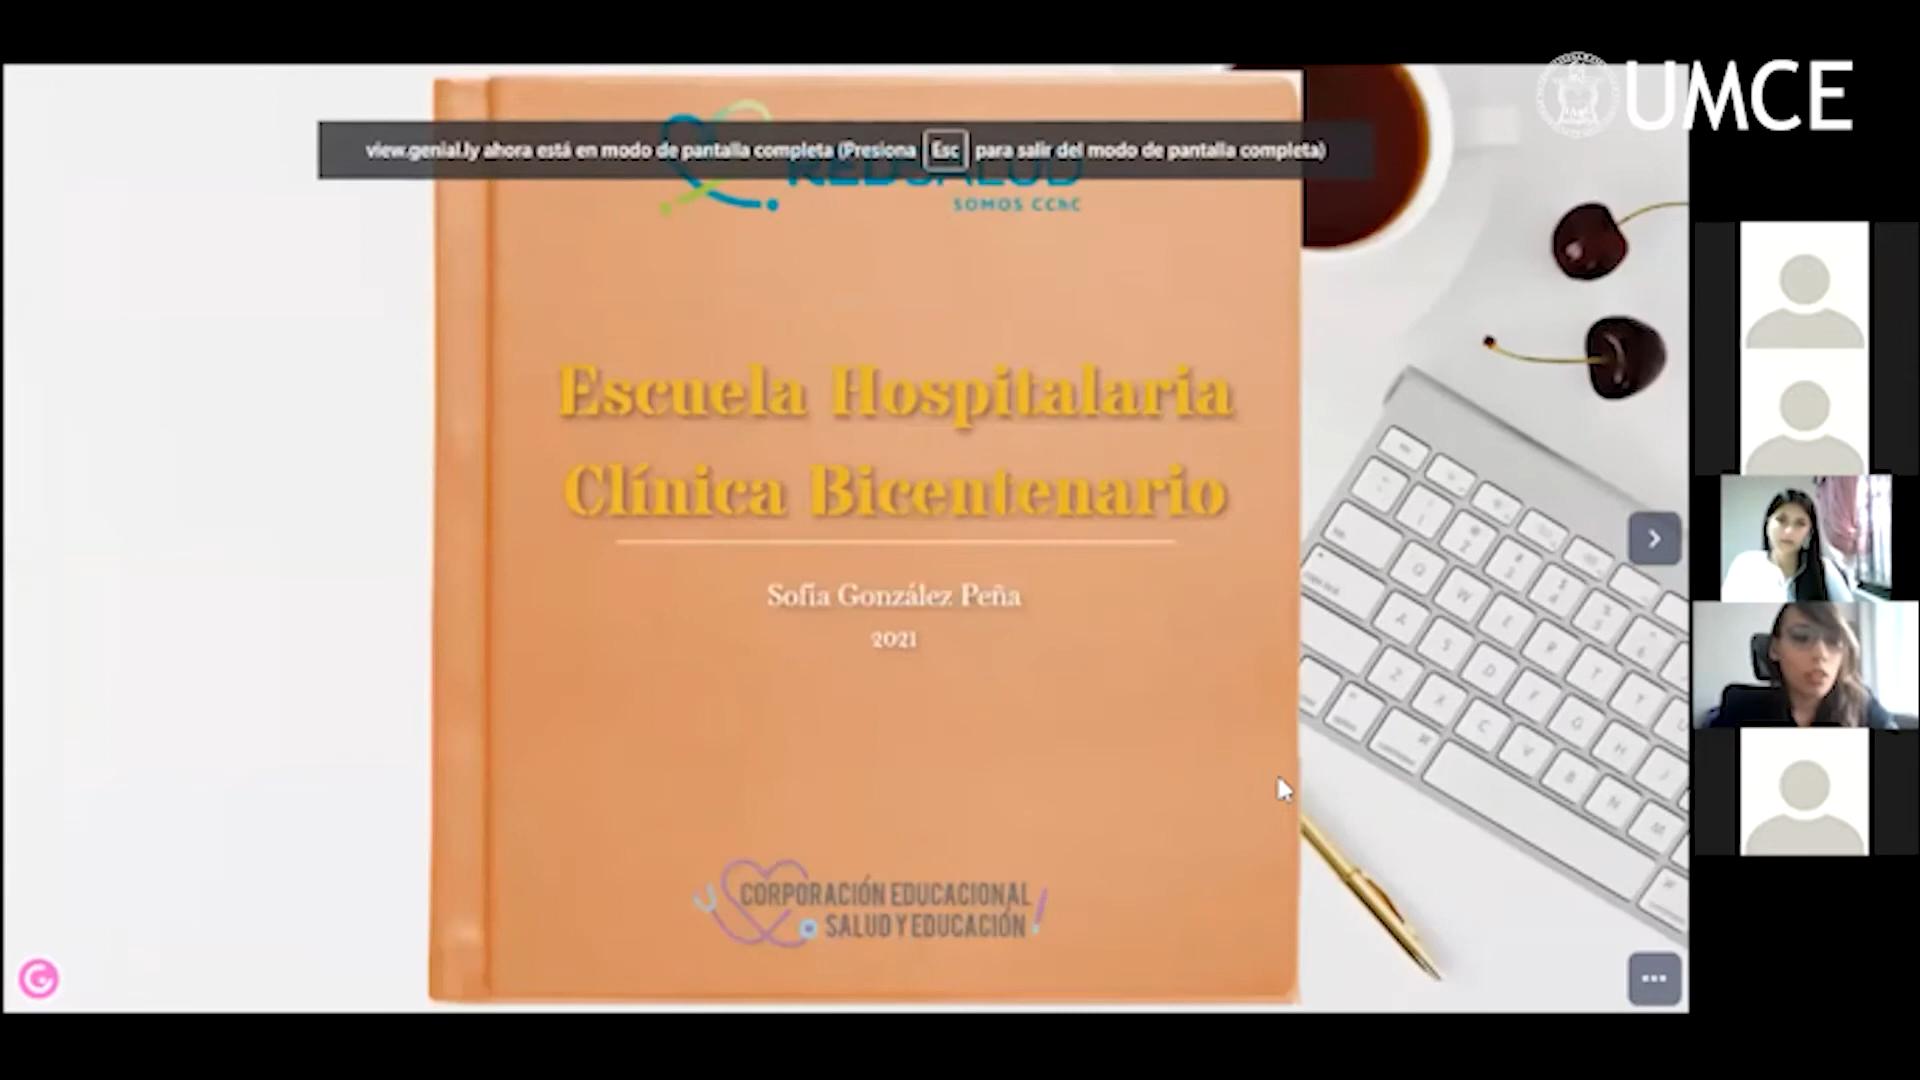 UMCE
view.genial.ly ahora está en modo de pantalla completa (Presiona Esc para salir del modo de pantalla completa)
REDSALUD
SOMOS CChC
Escuela Hospitalaria
Clínica Bicentenario
Sofía González Peña
2021
CORPORACIÓN EDUCACIONAL
SALUD Y EDUCACIÓN